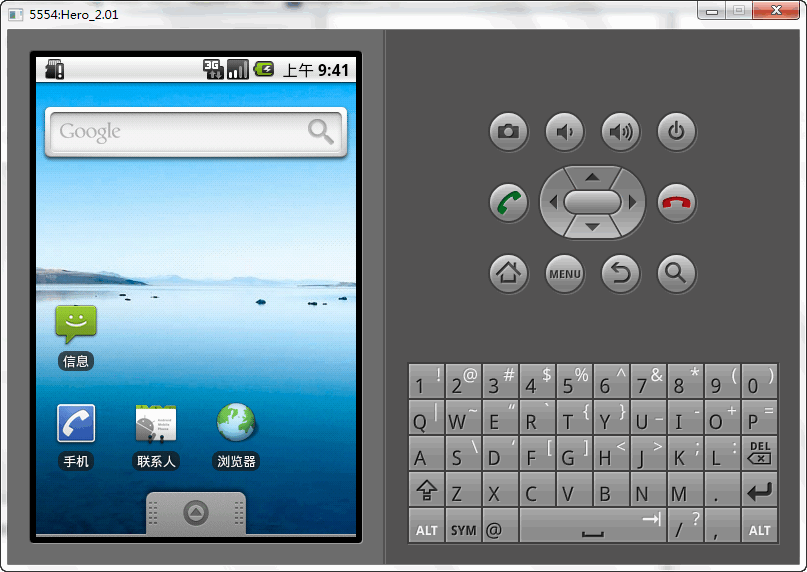 5554:Hero_2.01
3G 上午 9:41
Google
信息
手机 联系人 浏览器
MENU
1 ! 2 @ 3 # 4 $ 5 % 6 ^ 7 & 8 * 9 ( 0 )
Q | W ~ E “ R ` T { Y } U _ I - O + P =
A S \ D ‘ F [ G ] H < J > K ; L : DEL
Z X C V B N M .
ALT SYM @ / ? , ALT